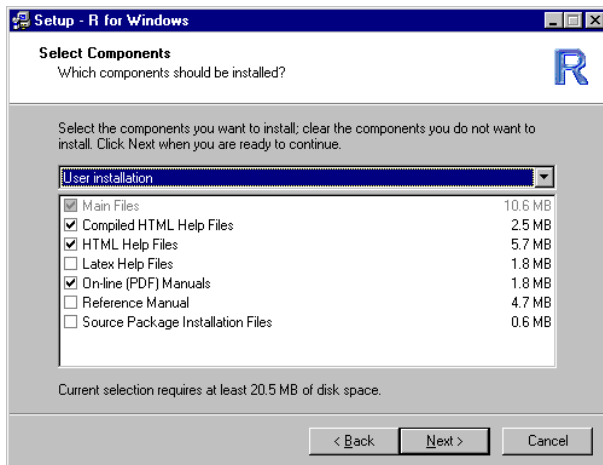 Setup - R for Windows
Select Components
Which components should be installed?
R
Select the components you want to install; clear the components you do not want to
install. Click Next when you are ready to continue.
User installation
Main Files 10.6 MB
Compiled HTML Help Files 2.5 MB
HTML Help Files 5.7 MB
Latex Help Files 1.8 MB
On-line (PDF) Manuals 1.8 MB
Reference Manual 4.7 MB
Source Package Installation Files 0.6 MB
Current selection requires at least 20.5 MB of disk space.
< Back Next > Cancel